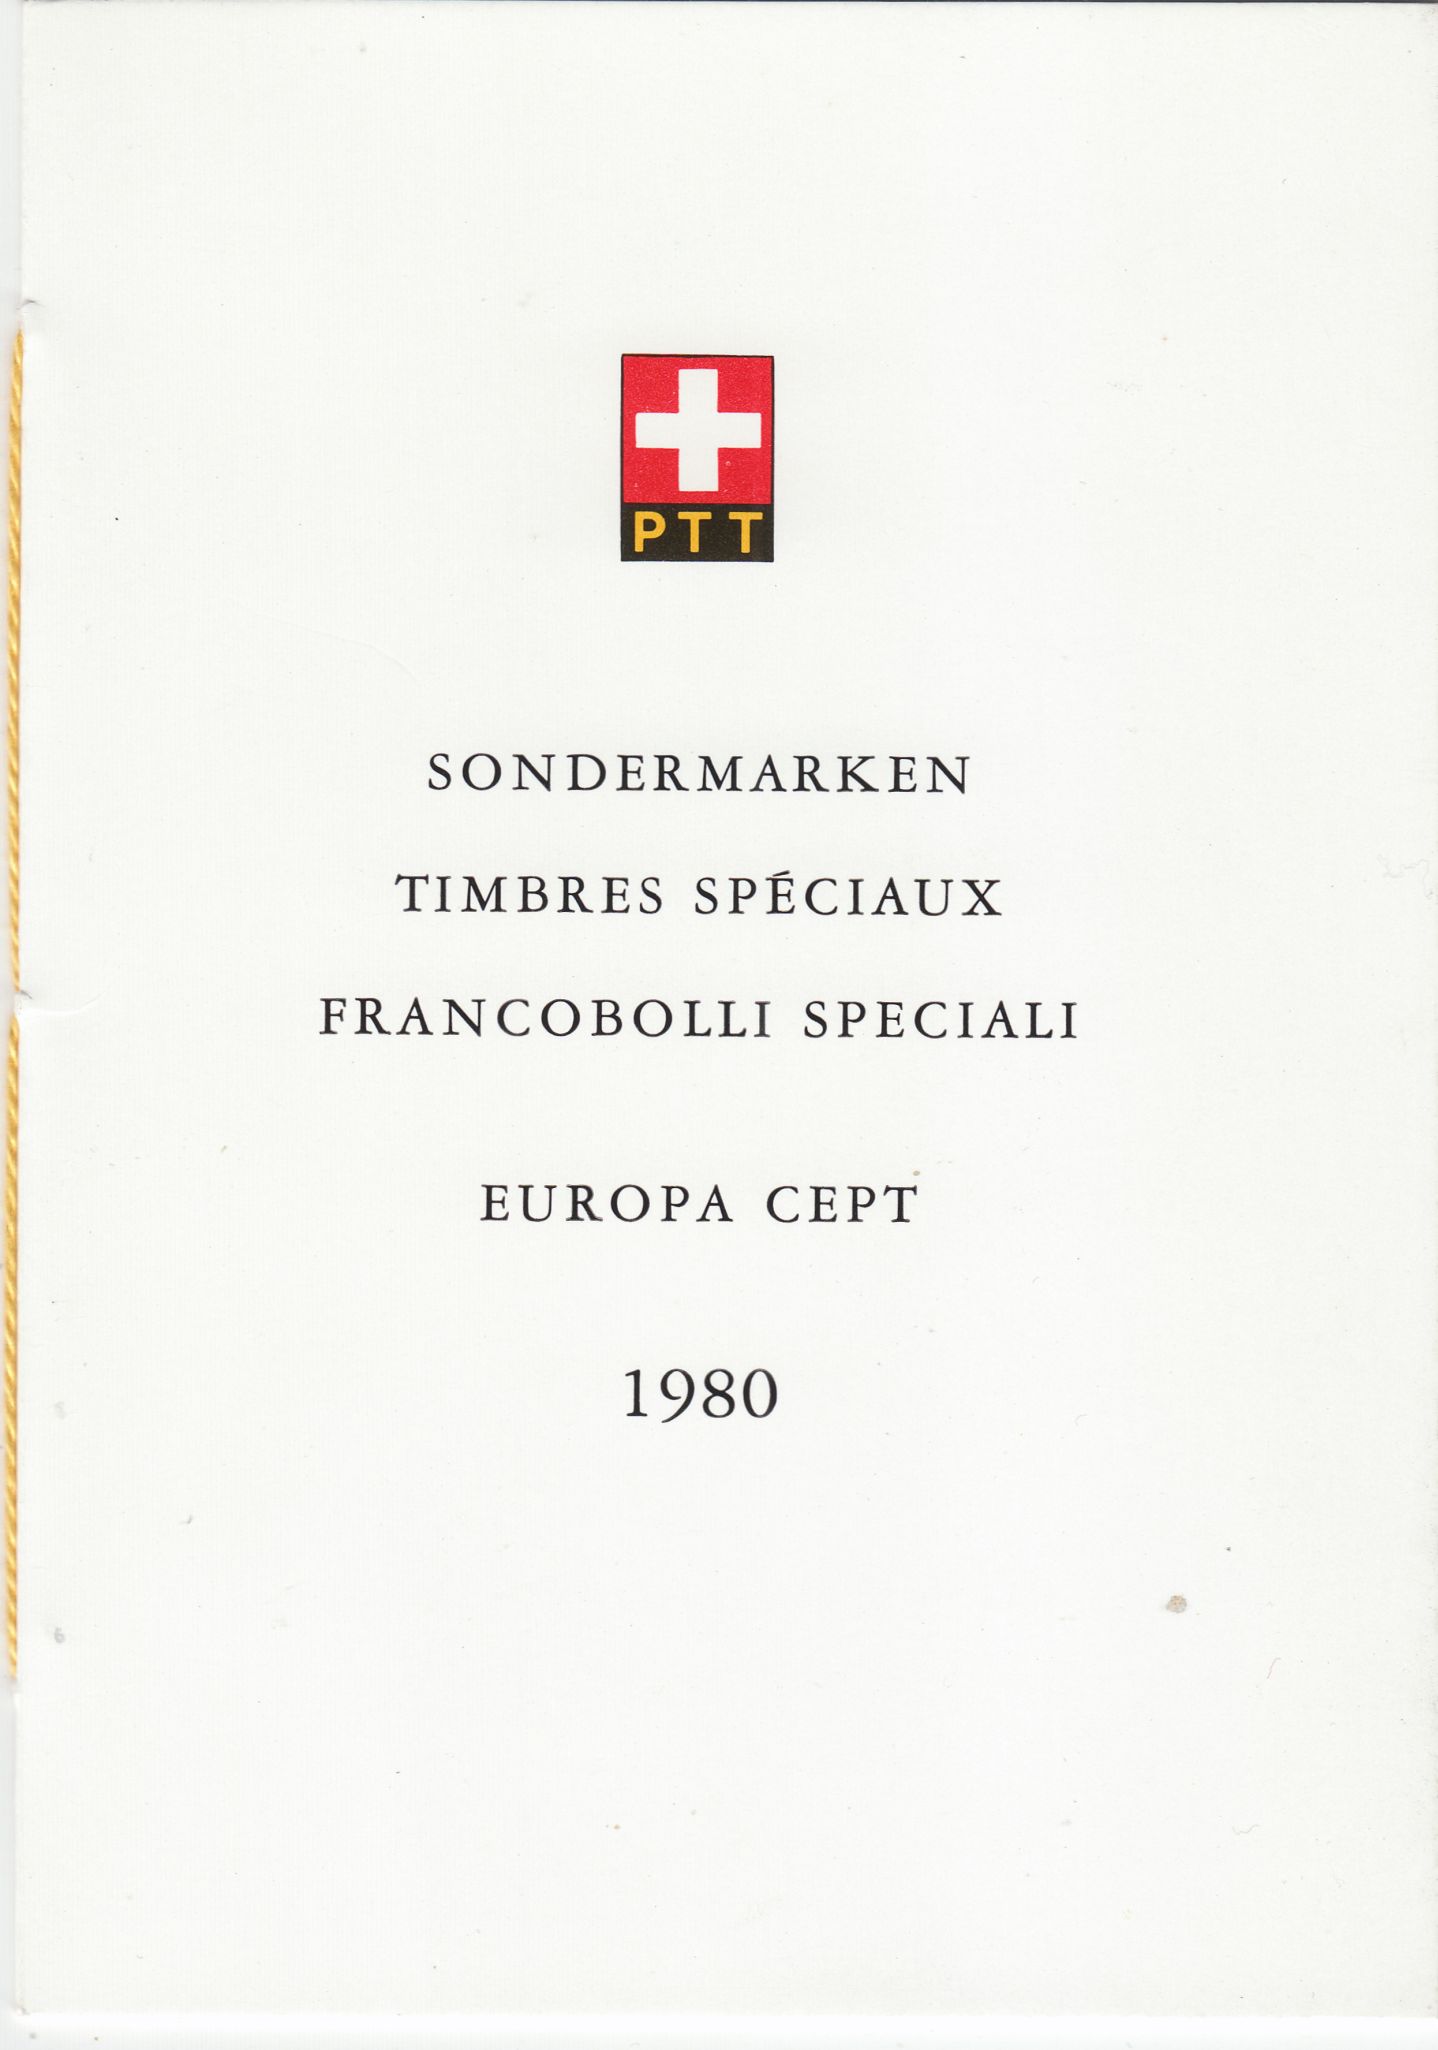 PTT
SONDERMARKEN
TIMBRES SPÉCIAUX
FRANCOBOLLI SPECIALI
EUROPA CEPT
1980